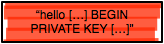 “hello [...] BEGIN
PRIVATE KEY [...]”